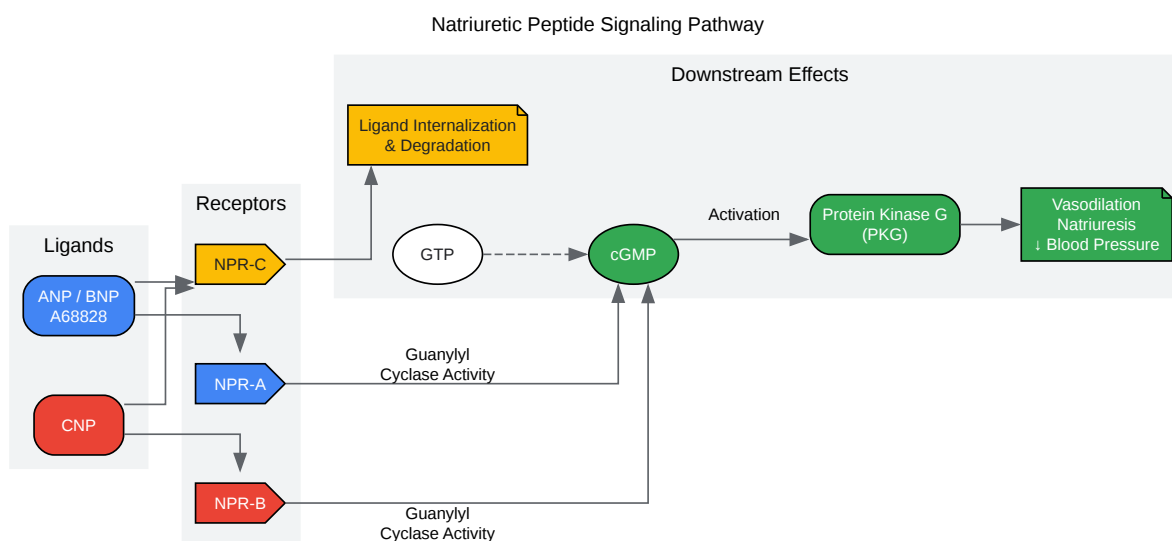 Natriuretic Peptide Signaling Pathway
Downstream Effects
Ligand Internalization
& Degradation
Receptors
Ligands
NPR-C
GTP
cGMP
Activation
Protein Kinase G
(PKG)
Vasodilation
Natriuresis
↓ Blood Pressure
ANP / BNP
A68828
NPR-A
Guanylyl
Cyclase Activity
CNP
NPR-B
Guanylyl
Cyclase Activity